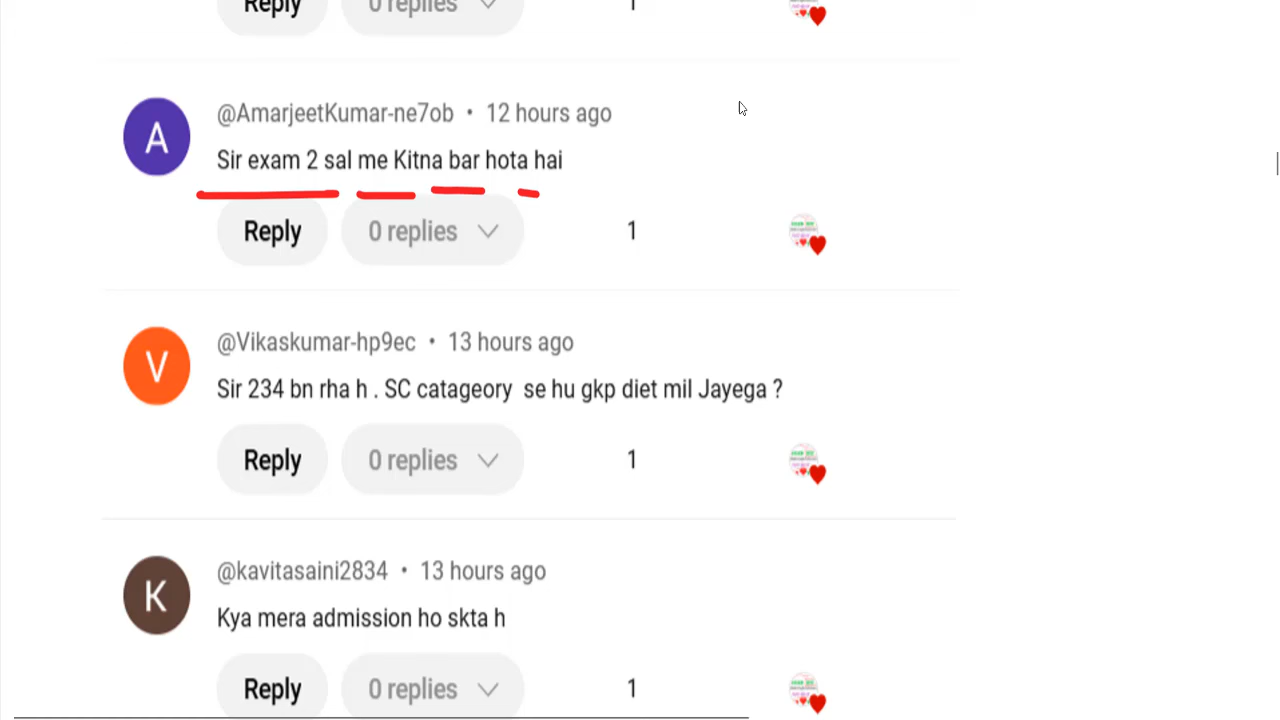 Reply 0 replies 1
A @AmarjeetKumar-ne7ob • 12 hours ago
Sir exam 2 sal me Kitna bar hota hai
Reply 0 replies 1
V @Vikaskumar-hp9ec • 13 hours ago
Sir 234 bn rha h . SC catageory se hu gkp diet mil Jayega ?
Reply 0 replies 1
K @kavitasaini2834 • 13 hours ago
Kya mera admission ho skta h
Reply 0 replies 1